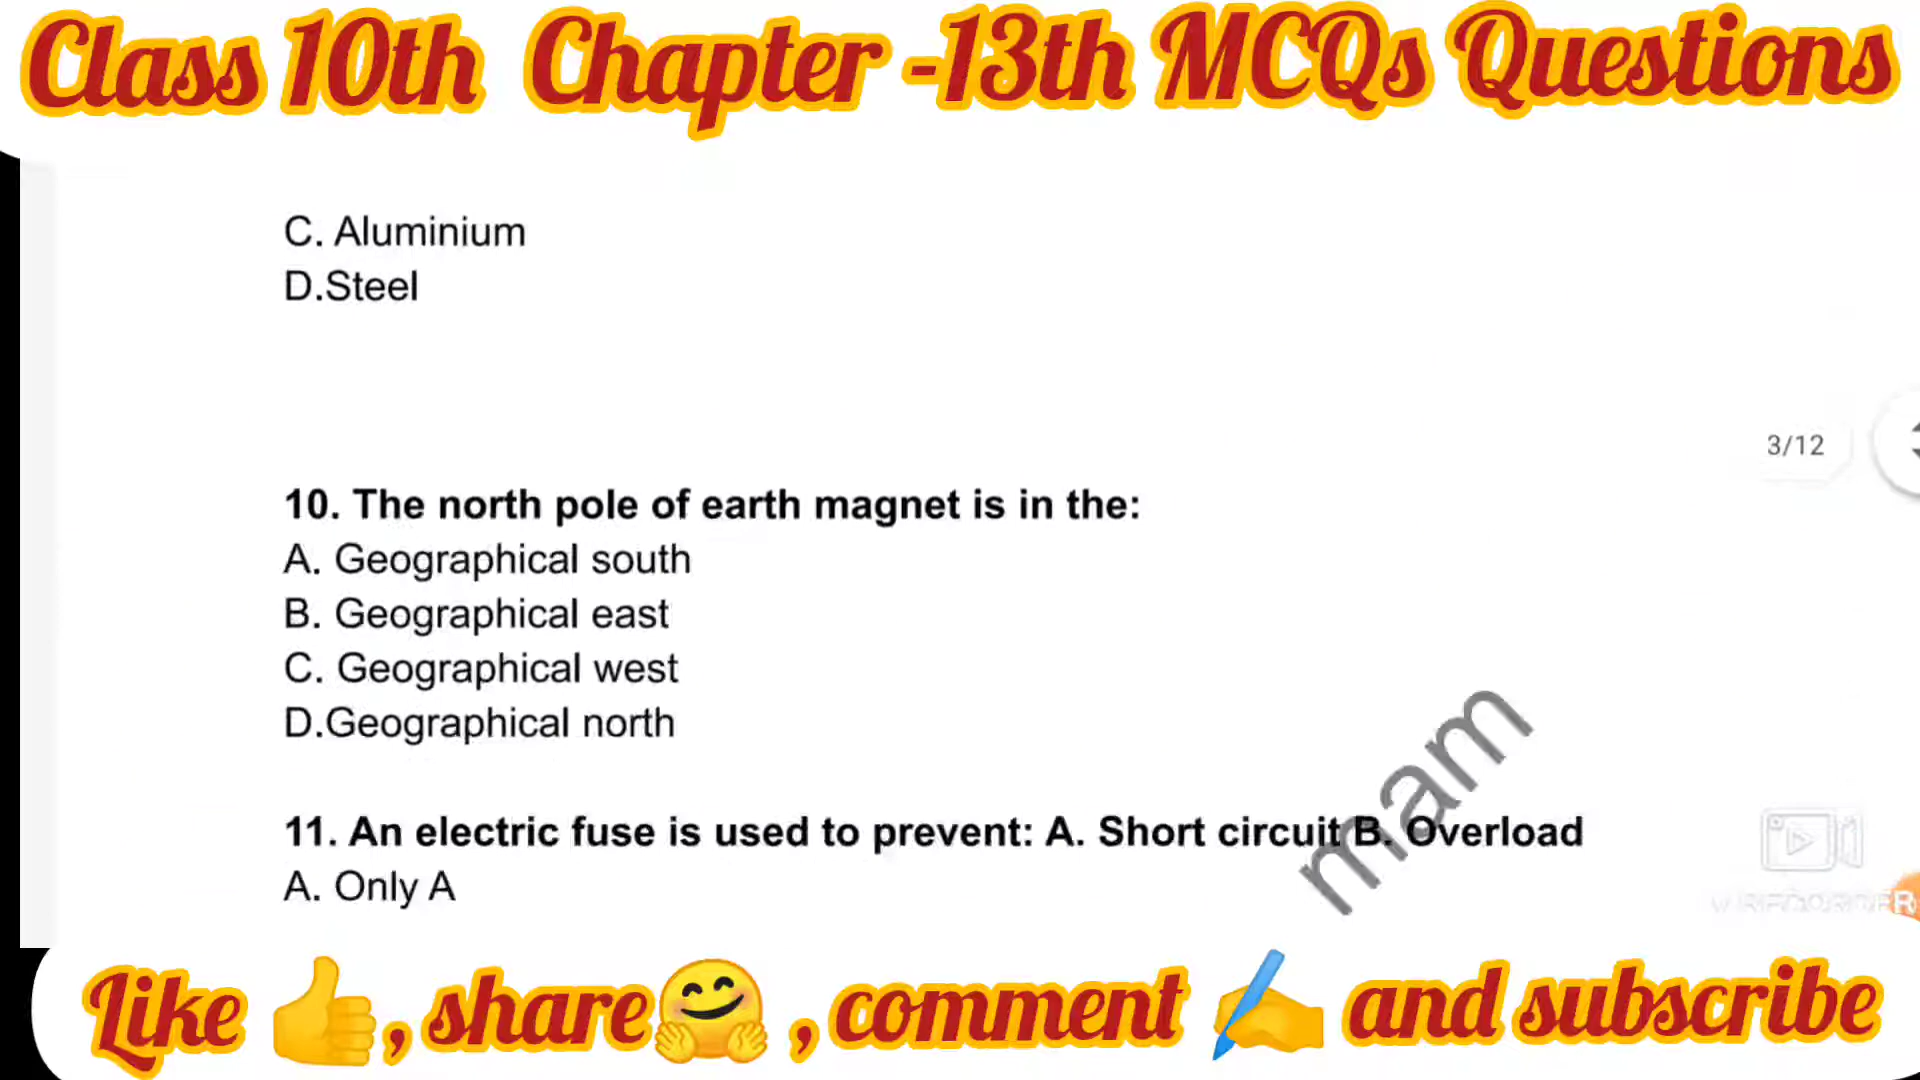 Class 10th Chapter -13th MCQs Questions
C. Aluminium
D.Steel
3/12
10. The north pole of earth magnet is in the:
A. Geographical south
B. Geographical east
C. Geographical west
D.Geographical north
mam
11. An electric fuse is used to prevent: A. Short circuit B. Overload
A. Only A
Like 👍, share🤗 , comment ✍ and subscribe